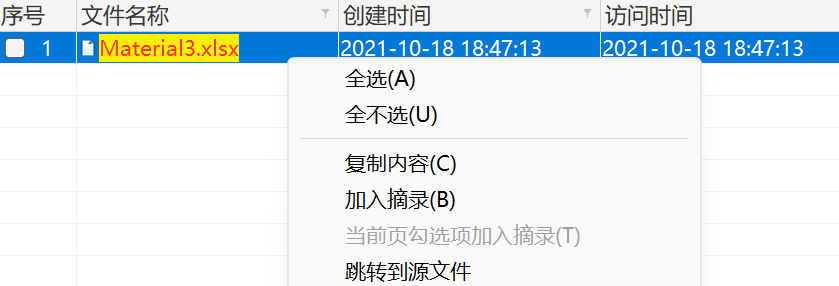 序号 文件名称 创建时间 访问时间
1 Material3.xlsx 2021-10-18 18:47:13 2021-10-18 18:47:13
全选(A)
全不选(U)
复制内容(C)
加入摘录(B)
当前页勾选项加入摘录(T)
跳转到源文件